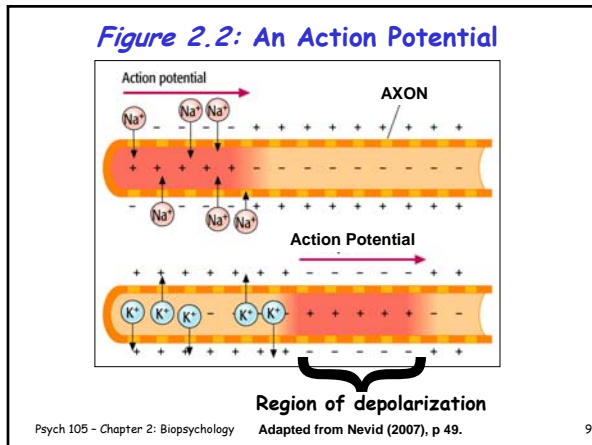 Figure 2.2: An Action Potential
Action potential
AXON
Na⁺ Na⁺ Na⁺
- - - - + + + + + + + +
+ + + + + - - - - -
- - - - + + + + + + +
Na⁺ Na⁺ Na⁺
Action Potential
+ + + + + + + - - - - - + +
K⁺ K⁺ K⁺ - K⁺ K⁺ + + + + + - -
+ + + + + + + - - - - - + +
Region of depolarization
Psych 105 – Chapter 2: Biopsychology Adapted from Nevid (2007), p 49. 9